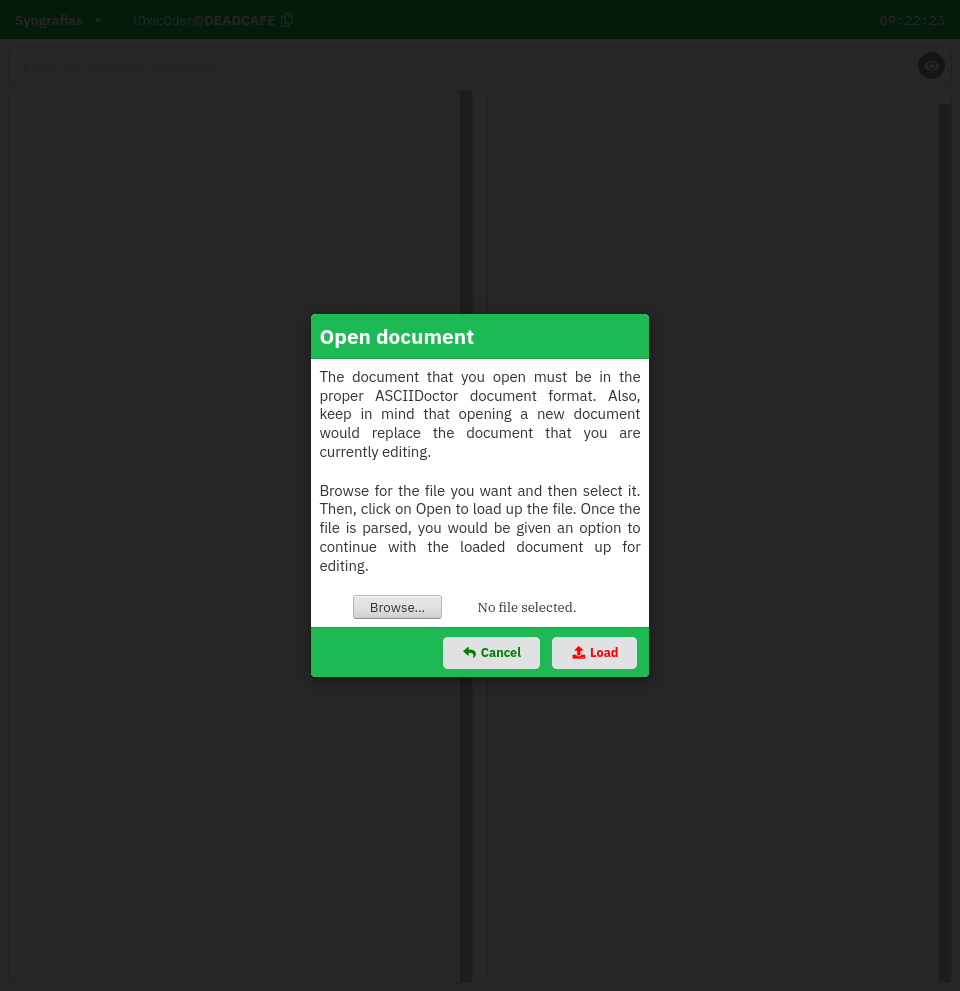 Syngrafias
t0xic0der@DEADCAFE
09:22:23
Enter the document name here
Open document
The document that you open must be in the
proper ASCIIDoctor document format. Also,
keep in mind that opening a new document
would replace the document that you are
currently editing.
Browse for the file you want and then select it.
Then, click on Open to load up the file. Once the
file is parsed, you would be given an option to
continue with the loaded document up for
editing.
Browse... No file selected.
Cancel Load